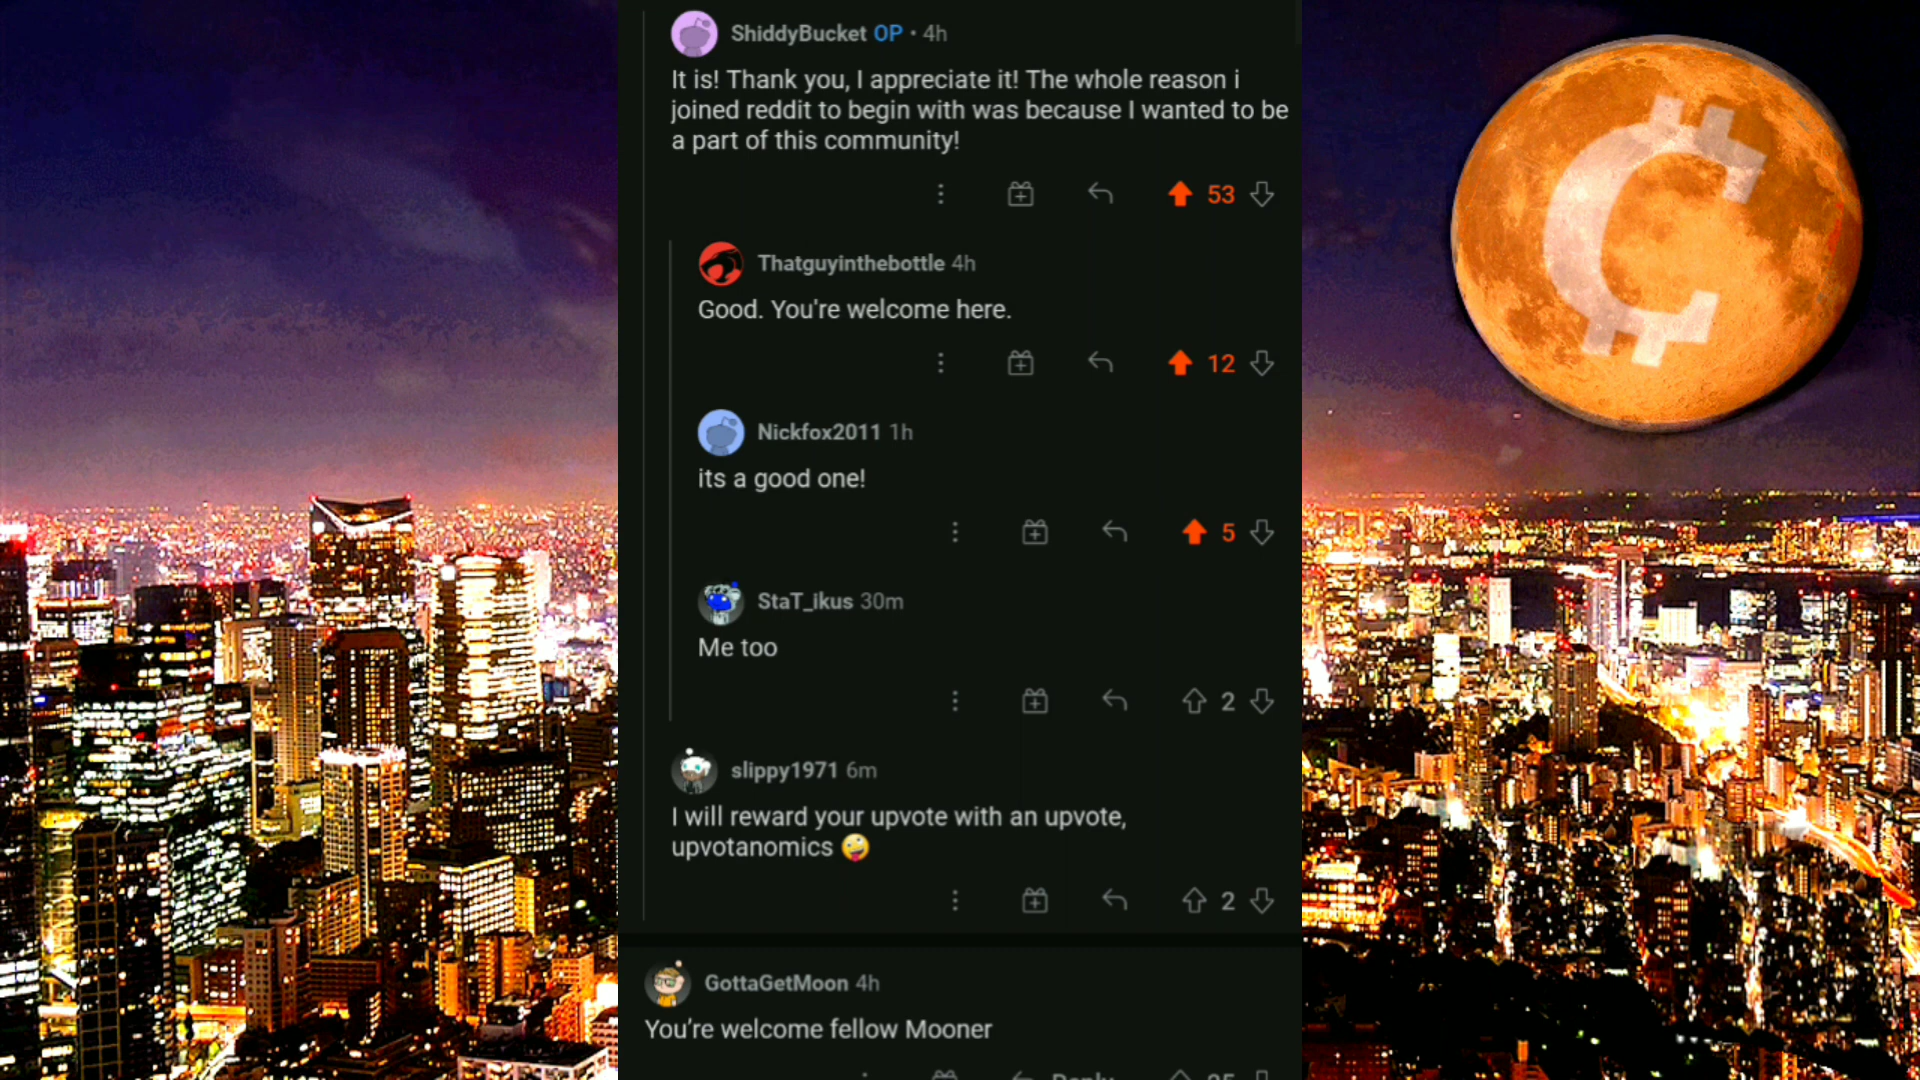 ShiddyBucket OP • 4h
It is! Thank you, I appreciate it! The whole reason i
joined reddit to begin with was because I wanted to be
a part of this community!
53
Thatguyinthebottle 4h
Good. You're welcome here.
12
Nickfox2011 1h
its a good one!
5
StaT_ikus 30m
Me too
2
slippy1971 6m
I will reward your upvote with an upvote,
upvotanomics 🤪
2
GottaGetMoon 4h
You're welcome fellow Mooner